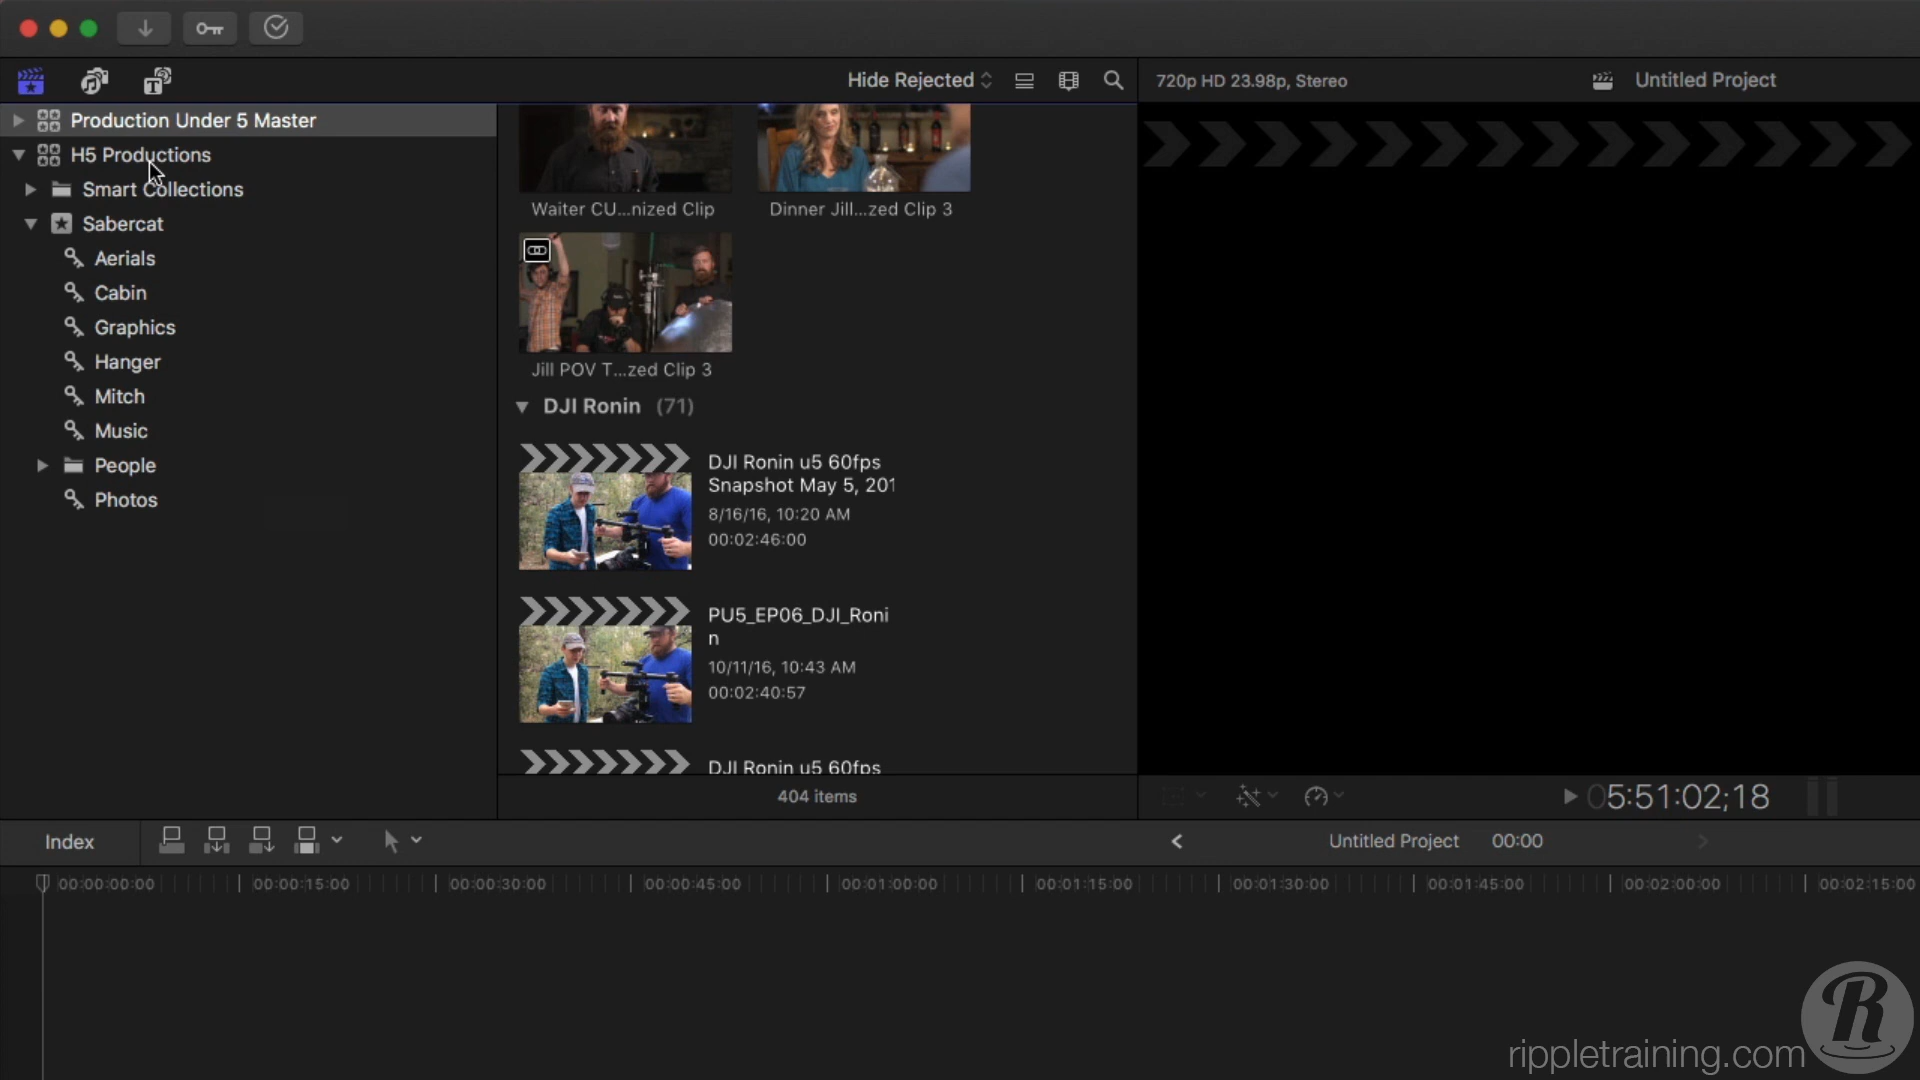 Hide Rejected
720p HD 23.98p, Stereo
Untitled Project
Production Under 5 Master
H5 Productions
Smart Collections
Sabercat
Aerials
Cabin
Graphics
Hanger
Mitch
Music
People
Photos
Waiter CU...nized Clip
Dinner Jill...zed Clip 3
Jill POV T...zed Clip 3
DJI Ronin (71)
DJI Ronin u5 60fps
Snapshot May 5, 201
8/16/16, 10:20 AM
00:02:46:00
PU5_EP06_DJI_Roni
n
10/11/16, 10:43 AM
00:02:40:57
DJI Ronin u5 60fps
404 items
05:51:02;18
Index
Untitled Project 00:00
00:00:00:00 00:00:15:00 00:00:30:00 00:00:45:00 00:01:00:00 00:01:15:00 00:01:30:00 00:01:45:00 00:02:00:00 00:02:15:00
R
rippletraining.com